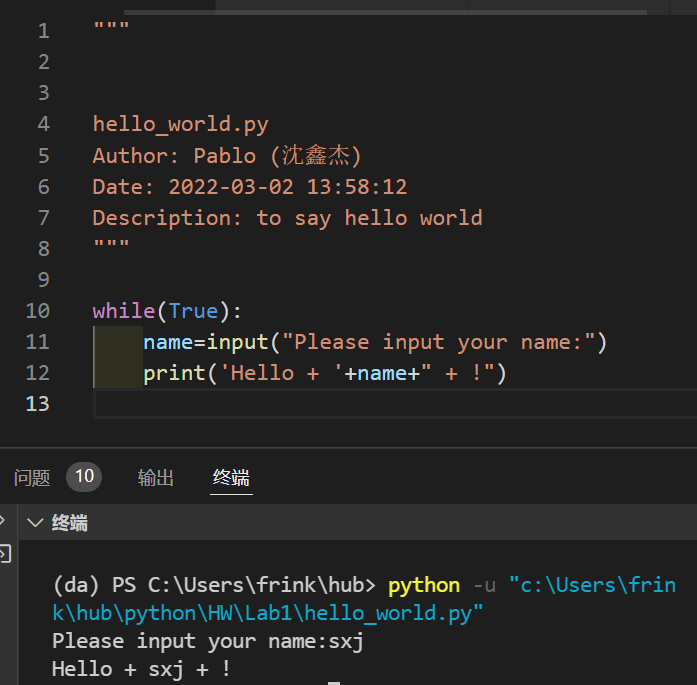 1 """
2
3
4 hello_world.py
5 Author: Pablo (沈鑫杰)
6 Date: 2022-03-02 13:58:12
7 Description: to say hello world
8 """
9
10 while(True):
11     name=input("Please input your name:")
12     print('Hello + '+name+" + !")
13
问题 10 输出 终端
终端
(da) PS C:\Users\frink\hub> python -u "c:\Users\frin
k\hub\python\HW\Lab1\hello_world.py"
Please input your name:sxj
Hello + sxj + !